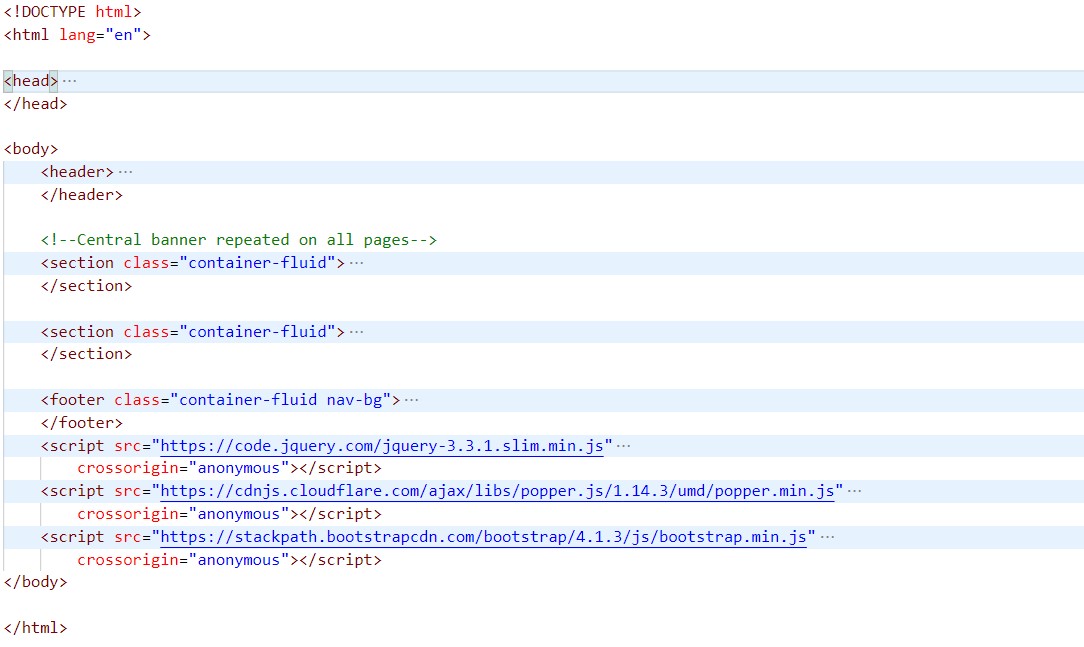 <!DOCTYPE html>
<html lang="en">
<head>···
</head>
<body>
<header>···
</header>
<!--Central banner repeated on all pages-->
<section class="container-fluid">···
</section>
<section class="container-fluid">···
</section>
<footer class="container-fluid nav-bg">···
</footer>
<script src="https://code.jquery.com/jquery-3.3.1.slim.min.js"···
crossorigin="anonymous"></script>
<script src="https://cdnjs.cloudflare.com/ajax/libs/popper.js/1.14.3/umd/popper.min.js"···
crossorigin="anonymous"></script>
<script src="https://stackpath.bootstrapcdn.com/bootstrap/4.1.3/js/bootstrap.min.js"···
crossorigin="anonymous"></script>
</body>
</html>